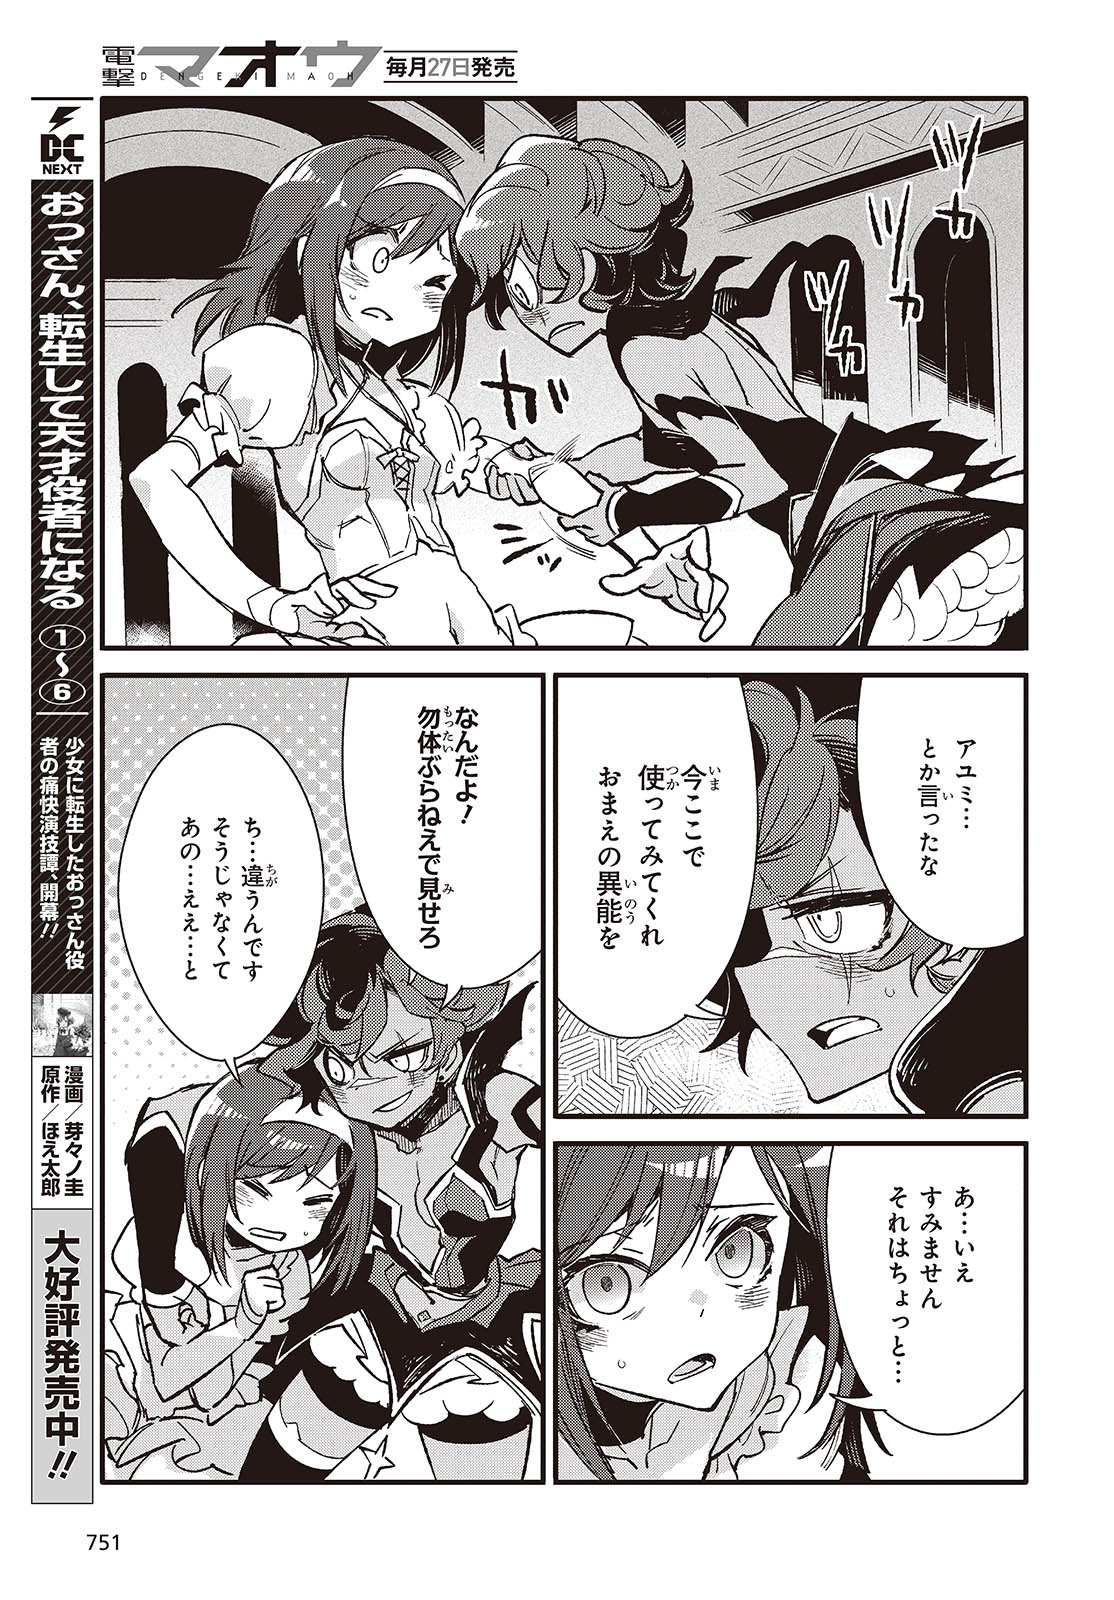 電撃マオウ
DENGEKI MAOH
毎月27日発売
ツカ
ツカ
ガッ
アユミ…
とか言ったな
今ここで
使ってみてくれ
おまえの異能を
あ…いえ
すみません
それはちょっと…
なんだよ!
勿体ぶらねえで見せろ
ち…違うんです
そうじゃなくて
あの…ええ…と
DC
NEXT
おっさん、転生して天才役者になる
①〜⑥
少女に転生したおっさん役
者の痛快演技譚、開幕!!
漫画/芽々ノ圭
原作/ほえ太郎
大好評発売中!!
751